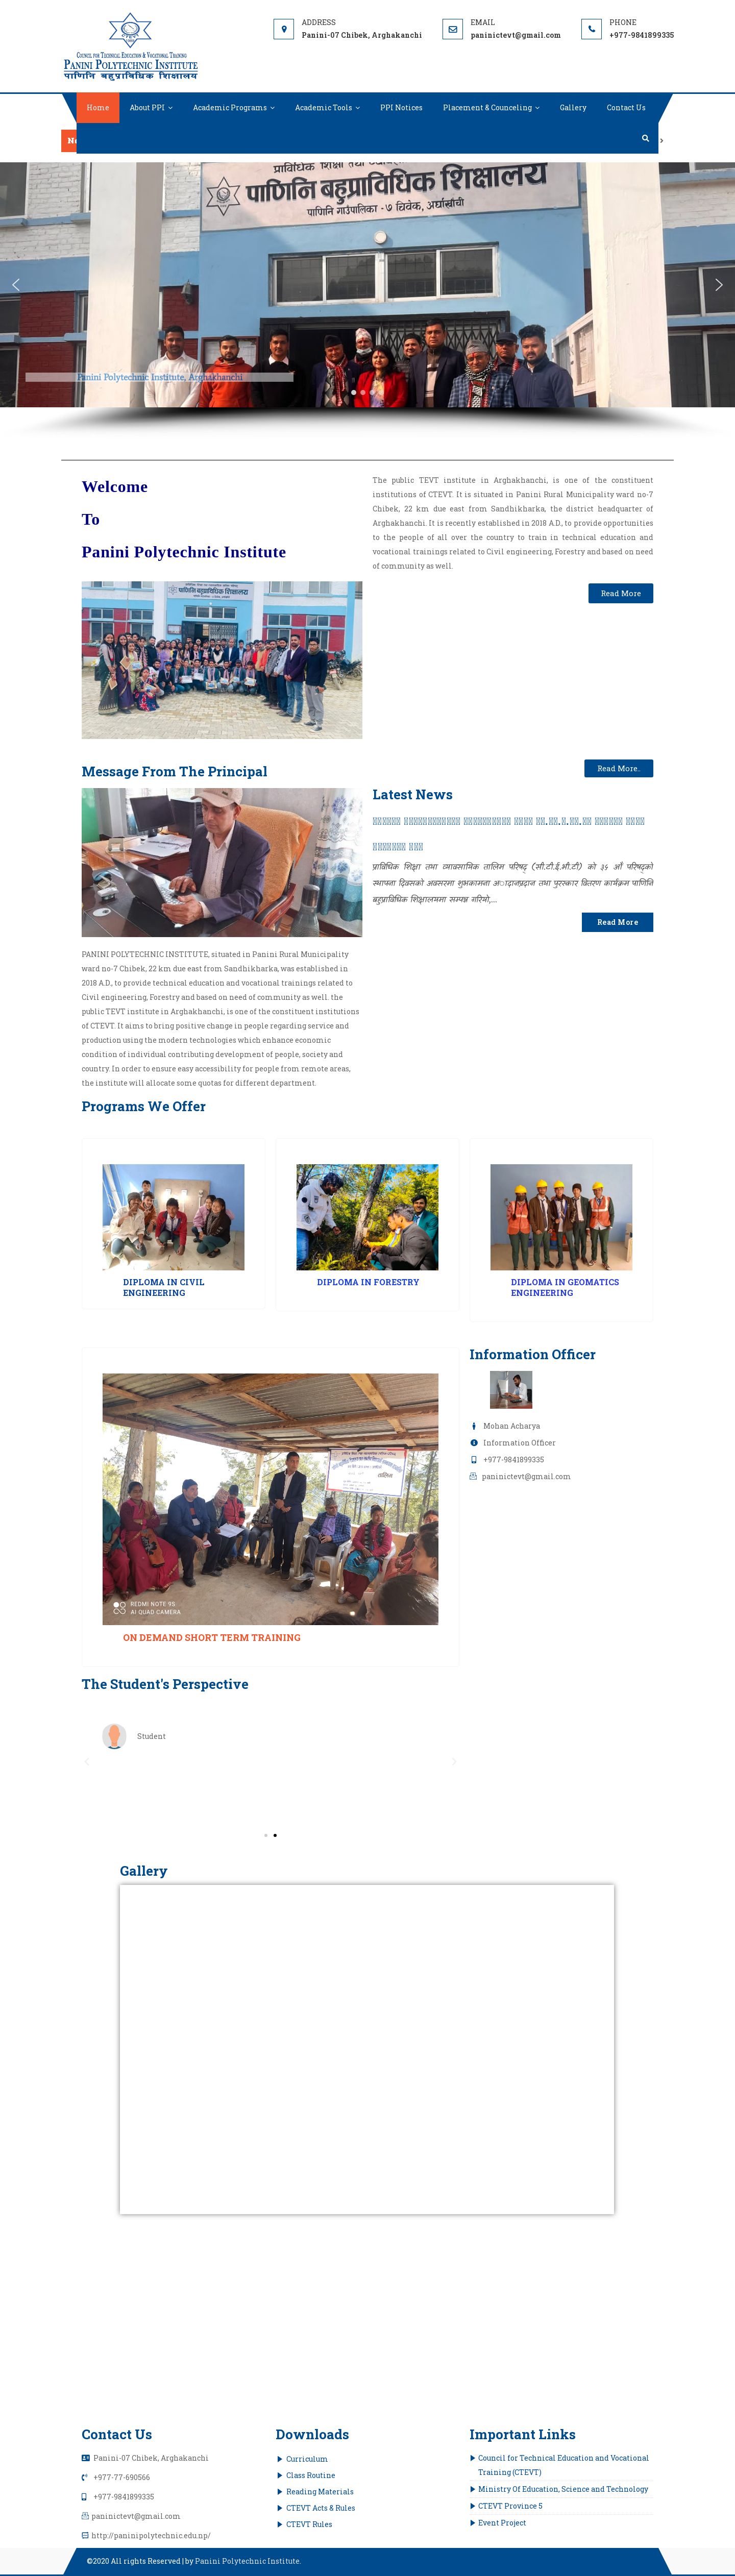 COUNCIL FOR TECHNICAL EDUCATION & VOCATIONAL TRAINING
PANINI POLYTECHNIC INSTITUTE
पाणिनि बहुप्राविधिक शिक्षालय
ADDRESS
Panini-07 Chibek, Arghakanchi
EMAIL
paninictevt@gmail.com
PHONE
+977-9841899335
Home
About PPI
Academic Programs
Academic Tools
PPI Notices
Placement & Counceling
Gallery
Contact Us
पाणिनि बहुप्राविधिक शिक्षालय
पाणिनि गाउँपालिका - ७ चिवेक, अर्घाखाँची
Panini Polytechnic Institute, Arghakhanchi
Welcome
To
Panini Polytechnic Institute
The public TEVT institute in Arghakhanchi, is one of the constituent
institutions of CTEVT. It is situated in Panini Rural Municipality ward no-7
Chibek, 22 km due east from Sandhikharka, the district headquarter of
Arghakhanchi. It is recently established in 2018 A.D., to provide opportunities
to the people of all over the country to train in technical education and
vocational trainings related to Civil engineering, Forestry and based on need
of community as well.
Read More
पाणिनि बहुप्राविधिक शिक्षालय
Message From The Principal
Read More..
Latest News
प्राविधिक शिक्षा तथा व्यावसायिक तालिम परिषद् (सी.टी.ई.भी.टी) को ३५ औं परिषद्को
स्थापना दिवसको अवसरमा शुभकामना आादानप्रदान तथा पुरस्कार वितरण कार्यक्रम पाणिनि
बहुप्राविधिक शिक्षालयमा सम्पन्न गरियो,...
Read More
PANINI POLYTECHNIC INSTITUTE, situated in Panini Rural Municipality
ward no-7 Chibek, 22 km due east from Sandhikharka, was established in
2018 A.D., to provide technical education and vocational trainings related to
Civil engineering, Forestry and based on need of community as well. the
public TEVT institute in Arghakhanchi, is one of the constituent institutions
of CTEVT. It aims to bring positive change in people regarding service and
production using the modern technologies which enhance economic
condition of individual contributing development of people, society and
country. In order to ensure easy accessibility for people from remote areas,
the institute will allocate some quotas for different department.
Programs We Offer
DIPLOMA IN CIVIL
ENGINEERING
DIPLOMA IN FORESTRY
DIPLOMA IN GEOMATICS
ENGINEERING
REDMI NOTE 9S
AI QUAD CAMERA
ON DEMAND SHORT TERM TRAINING
Information Officer
Mohan Acharya
Information Officer
+977-9841899335
paninictevt@gmail.com
The Student's Perspective
Student
Gallery
Contact Us
Panini-07 Chibek, Arghakanchi
+977-77-690566
+977-9841899335
paninictevt@gmail.com
http://paninipolytechnic.edu.np/
Downloads
Curriculum
Class Routine
Reading Materials
CTEVT Acts & Rules
CTEVT Rules
Important Links
Council for Technical Education and Vocational
Training (CTEVT)
Ministry Of Education, Science and Technology
CTEVT Province 5
Event Project
©2020 All rights Reserved | by Panini Polytechnic Institute.